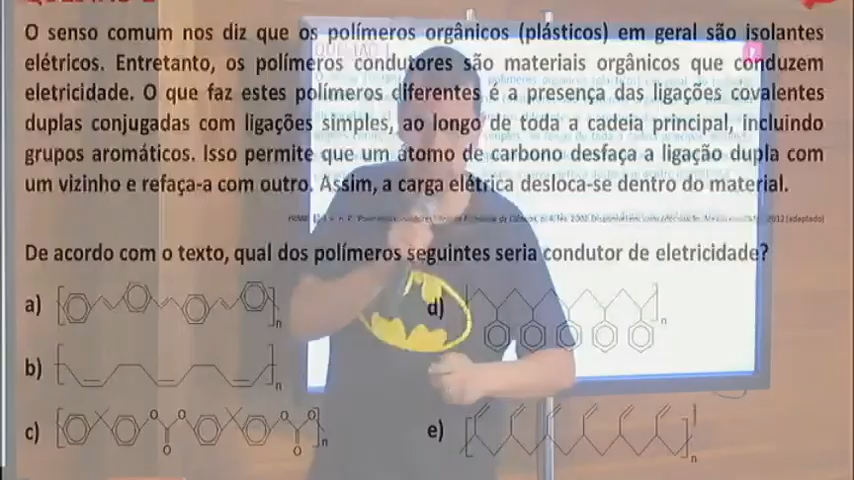 O senso comum nos diz que os polímeros orgânicos (plásticos) em geral são isolantes
elétricos. Entretanto, os polímeros condutores são materiais orgânicos que conduzem
eletricidade. O que faz estes polímeros diferentes é a presença das ligações covalentes
duplas conjugadas com ligações simples, ao longo de toda a cadeia principal, incluindo
grupos aromáticos. Isso permite que um átomo de carbono desfaça a ligação dupla com
um vizinho e refaça-a com outro. Assim, a carga elétrica desloca-se dentro do material.
De acordo com o texto, qual dos polímeros seguintes seria condutor de eletricidade?
a) n
d) n
b) n
c) O O O O O O n
e) n